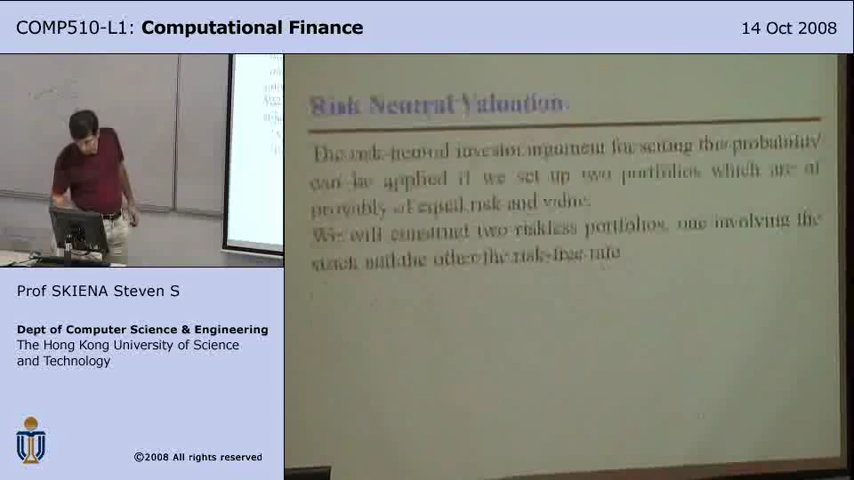 COMP510-L1: Computational Finance
14 Oct 2008
Risk Neutral Valuation
The risk-neutral investor argument for setting the probability
can be applied if we set up two portfolios which are of
provably of equal risk and value.
We will construct two riskless portfolios, one involving the
stock and the other the risk-free rate
Prof SKIENA Steven S
Dept of Computer Science & Engineering
The Hong Kong University of Science
and Technology
©2008 All rights reserved